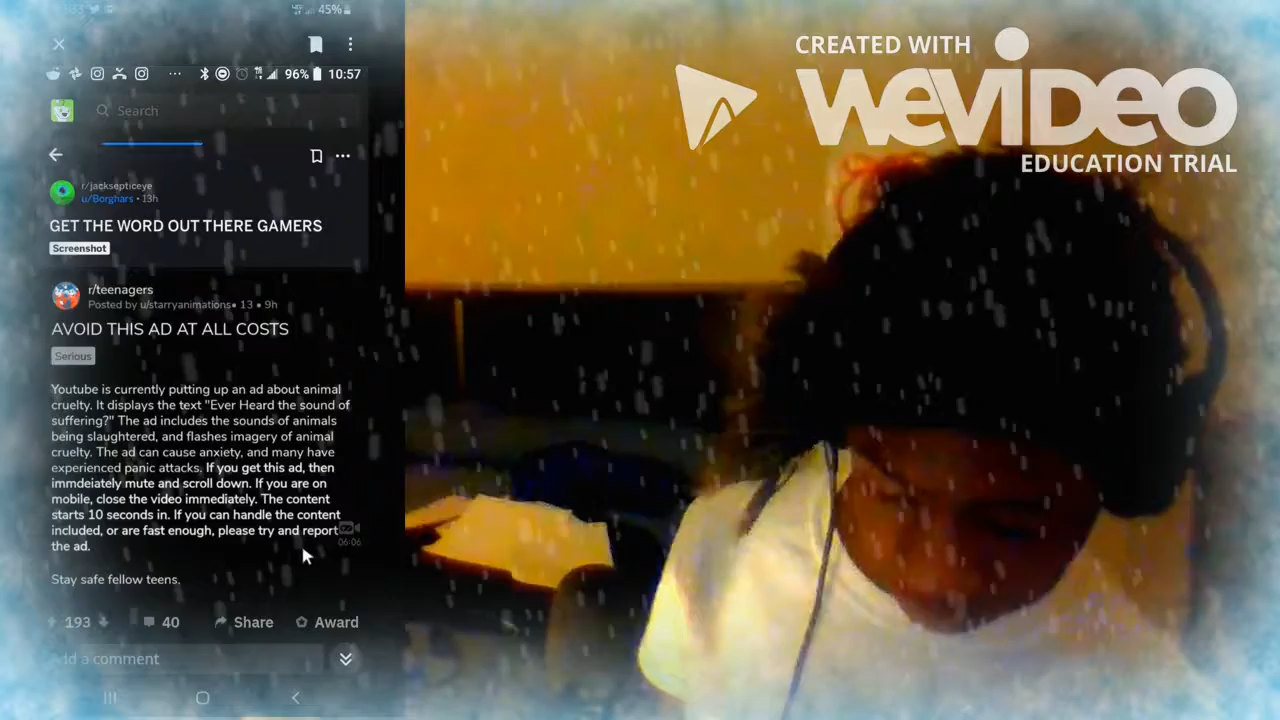 45%
96% 10:57
Search
r/jacksepticeye
u/Borghars • 13h
GET THE WORD OUT THERE GAMERS
Screenshot
r/teenagers
Posted by u/starryanimations• 13 • 9h
AVOID THIS AD AT ALL COSTS
Serious
Youtube is currently putting up an ad about animal
cruelty. It displays the text "Ever Heard the sound of
suffering?" The ad includes the sounds of animals
being slaughtered, and flashes imagery of animal
cruelty. The ad can cause anxiety, and many have
experienced panic attacks. If you get this ad, then
immdeiately mute and scroll down. If you are on
mobile, close the video immediately. The content
starts 10 seconds in. If you can handle the content
included, or are fast enough, please try and report
the ad.
06:06
Stay safe fellow teens.
193 40 Share Award
dd a comment
CREATED WITH
WEVIDEO
EDUCATION TRIAL